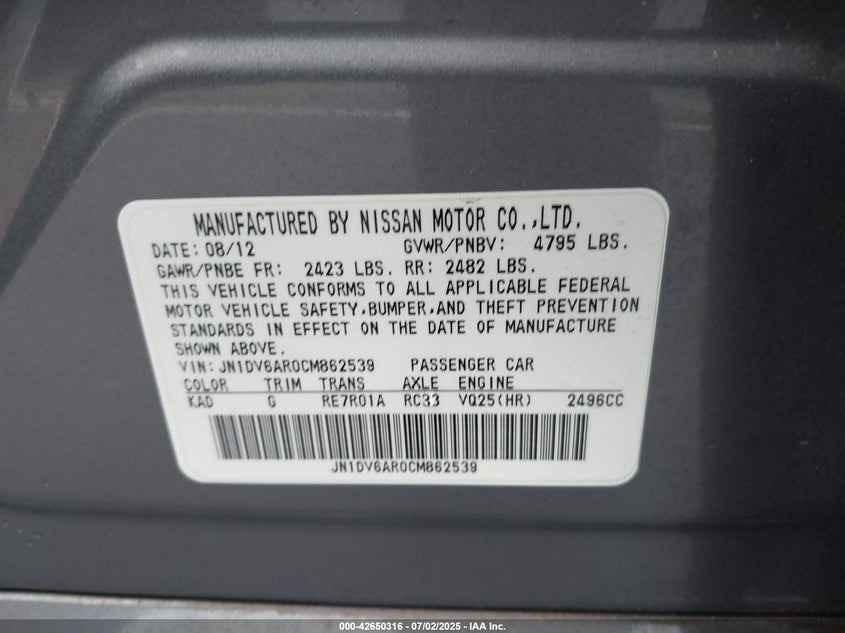 MANUFACTURED BY NISSAN MOTOR CO.,LTD.
DATE: 08/12 GVWR/PNBV: 4795 LBS.
GAWR/PNBE FR: 2423 LBS. RR: 2482 LBS.
THIS VEHICLE CONFORMS TO ALL APPLICABLE FEDERAL
MOTOR VEHICLE SAFETY,BUMPER,AND THEFT PREVENTION
STANDARDS IN EFFECT ON THE DATE OF MANUFACTURE
SHOWN ABOVE.
VIN: JN1DV6AR0CM862539 PASSENGER CAR
COLOR TRIM TRANS AXLE ENGINE
KAD G RE7R01A RC33 VQ25(HR) 2496CC
JN1DV6AR0CM862539
000-42650316 - 07/02/2025 - IAA Inc.